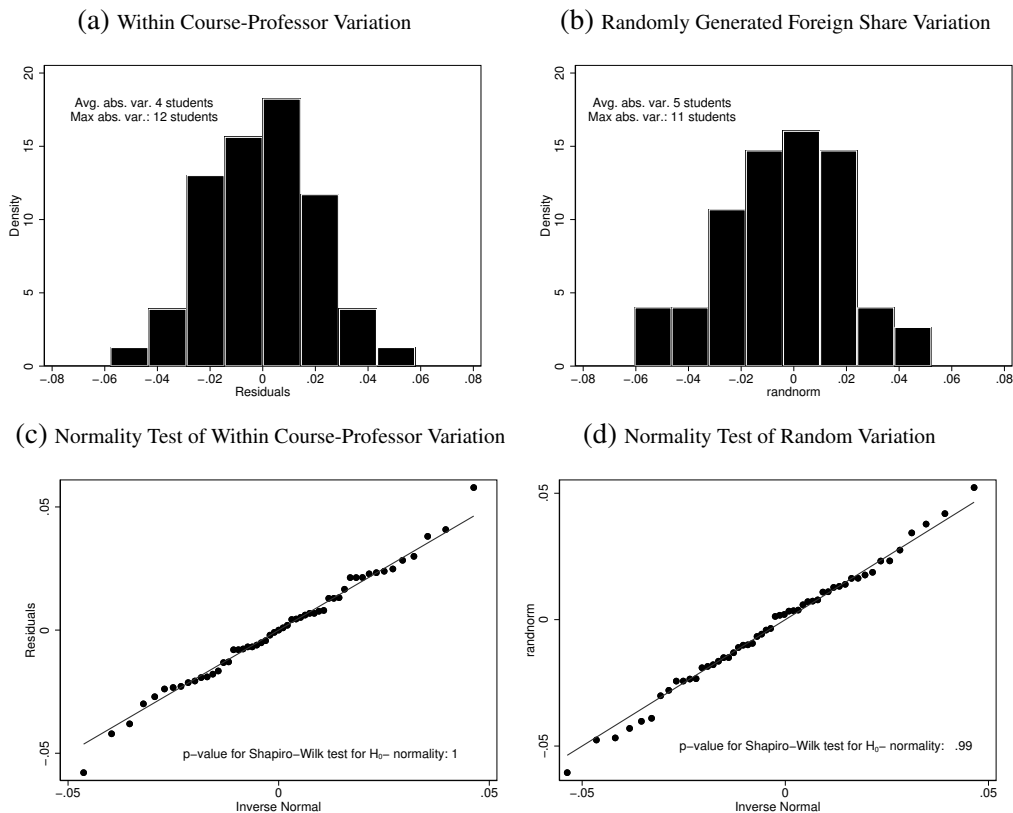 (a) Within Course-Professor Variation
Avg. abs. var. 4 students
Max abs. var.: 12 students
Density
0
5
10
15
20
−.08
−.06
−.04
−.02
0
.02
.04
.06
.08
Residuals
(b) Randomly Generated Foreign Share Variation
Avg. abs. var. 5 students
Max abs. var.: 11 students
Density
0
5
10
15
20
−.08
−.06
−.04
−.02
0
.02
.04
.06
.08
randnorm
(c) Normality Test of Within Course-Professor Variation
Residuals
−.05
0
.05
p−value for Shapiro−Wilk test for H₀− normality: 1
−.05
0
.05
Inverse Normal
(d) Normality Test of Random Variation
randnorm
−.05
0
.05
p−value for Shapiro−Wilk test for H₀− normality: .99
−.05
0
.05
Inverse Normal